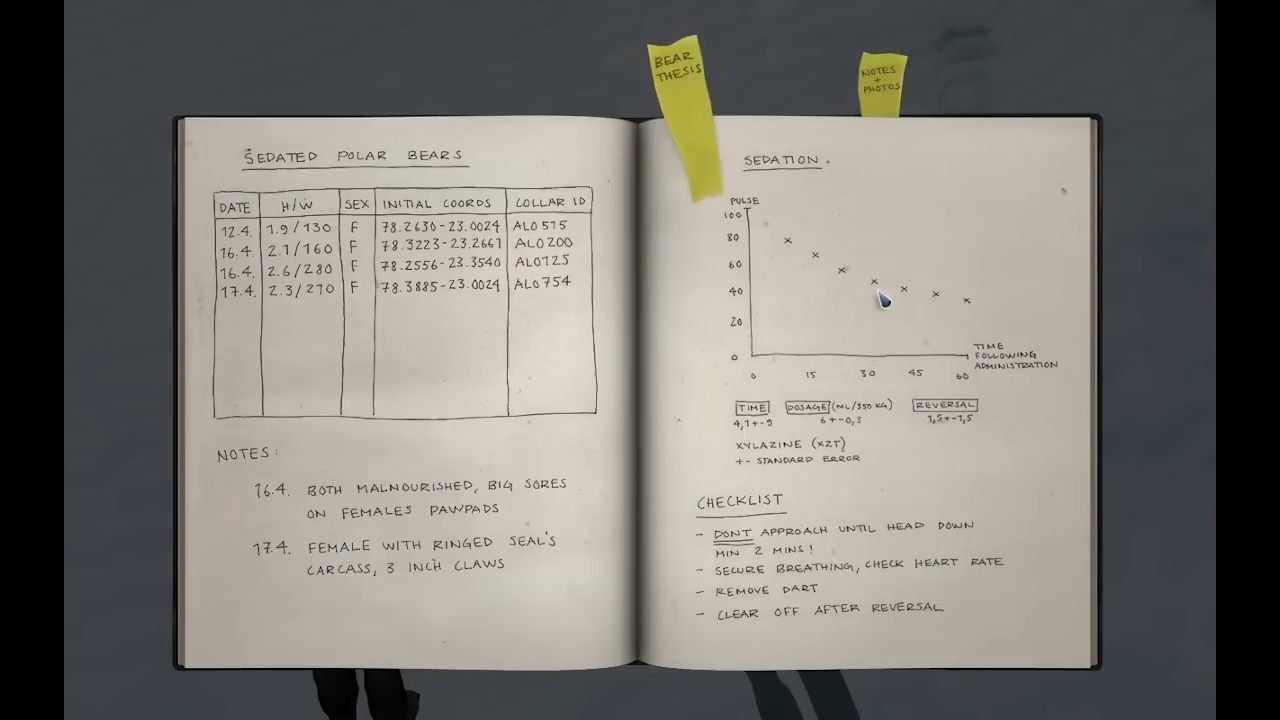 BEAR
THESIS
NOTES
+
PHOTOS
SEDATED POLAR BEARS
DATE H/W SEX INITIAL COORDS COLLAR ID
12.4. 1.9/130 F 78.2630-23.0024 ALO515
16.4. 2.1/160 F 78.3223-23.2661 ALO200
16.4. 2.6/280 F 78.2556-23.3540 ALO125
17.4. 2.3/210 F 78.3885-23.0024 ALO754
NOTES:
16.4. BOTH MALNOURISHED, BIG SORES
ON FEMALES PAWPADS
17.4. FEMALE WITH RINGED SEAL'S
CARCASS, 3 INCH CLAWS
SEDATION.
PULSE
100
80
60
40
20
0
0 15 30 45 60
TIME
FOLLOWING
ADMINISTRATION
TIME DOSAGE (ML/350 KG) REVERSAL
4,1+-9 6+-0,3 1,5+-1,5
XYLAZINE (XZT)
+- STANDARD ERROR
CHECKLIST
- DONT APPROACH UNTIL HEAD DOWN
MIN 2 MINS!
- SECURE BREATHING, CHECK HEART RATE
- REMOVE DART
- CLEAR OFF AFTER REVERSAL